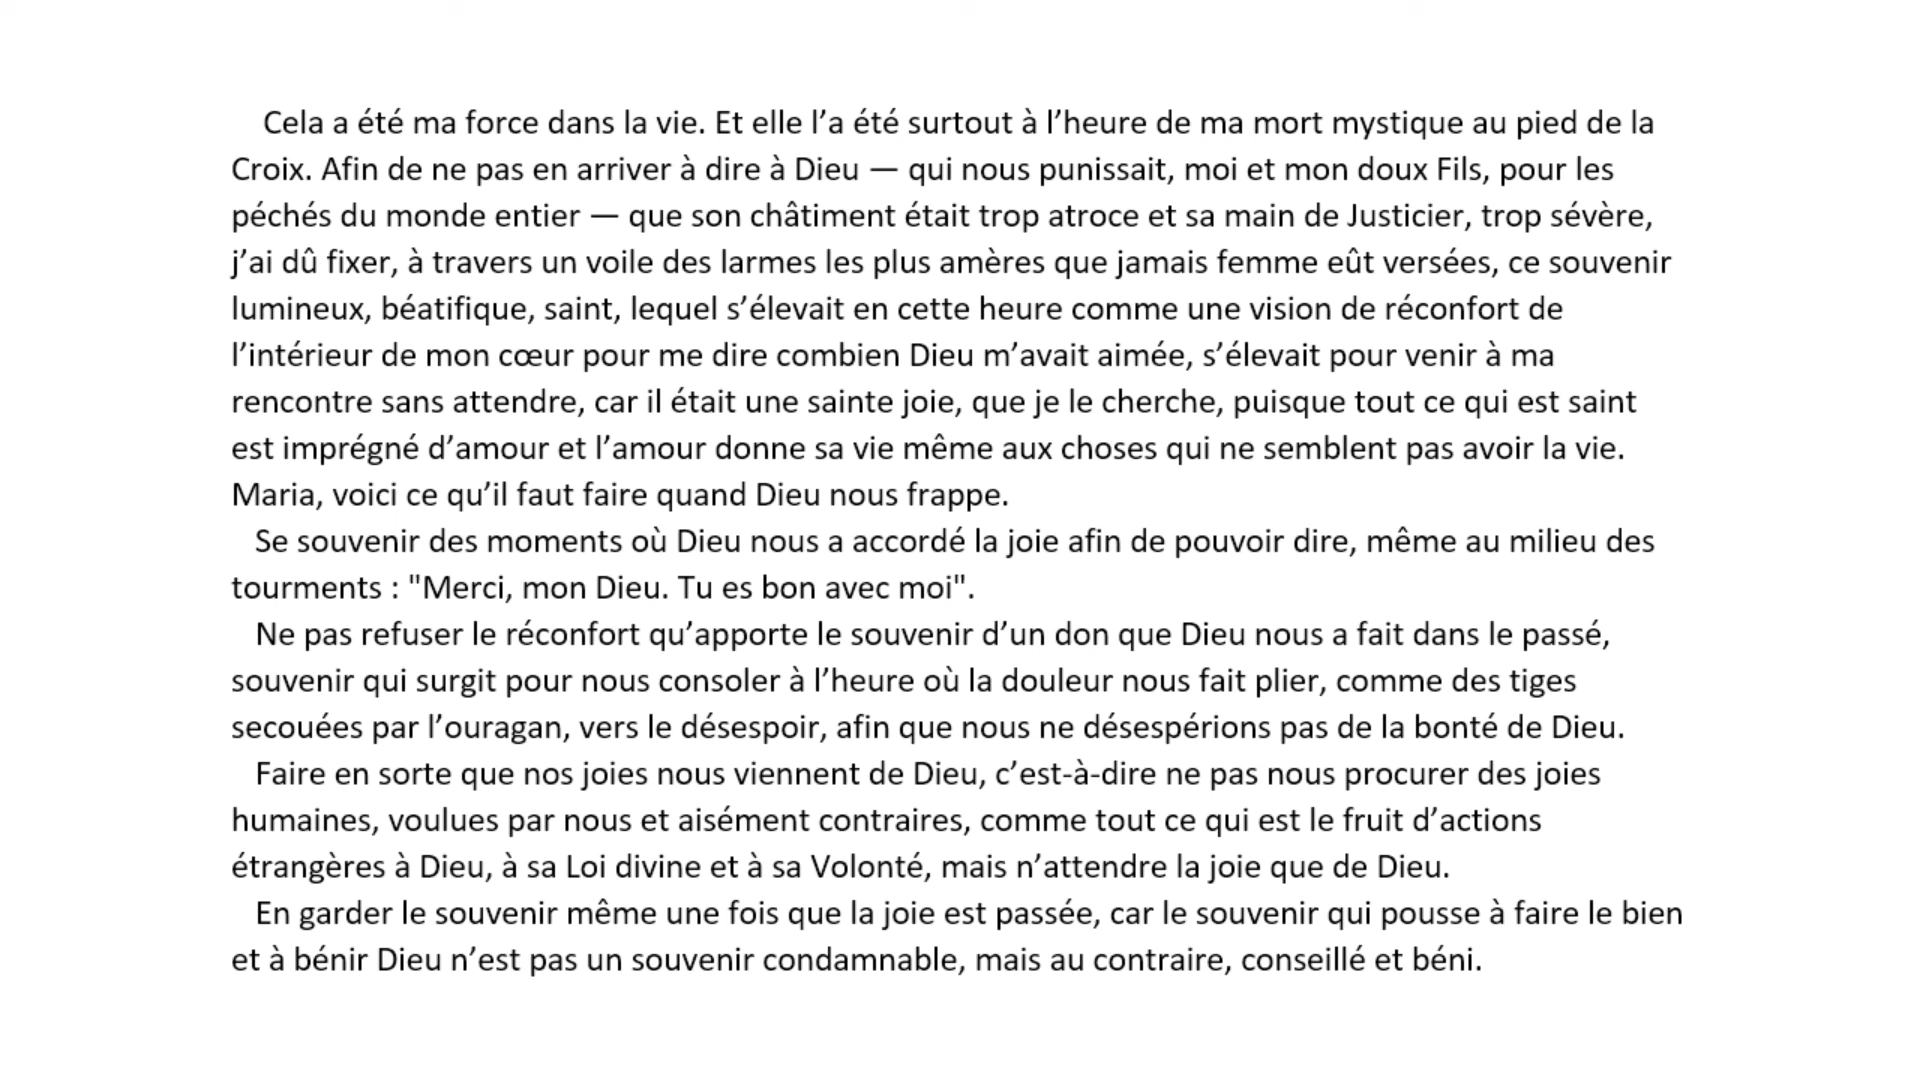 Cela a été ma force dans la vie. Et elle l’a été surtout à l’heure de ma mort mystique au pied de la
Croix. Afin de ne pas en arriver à dire à Dieu — qui nous punissait, moi et mon doux Fils, pour les
péchés du monde entier — que son châtiment était trop atroce et sa main de Justicier, trop sévère,
j’ai dû fixer, à travers un voile des larmes les plus amères que jamais femme eût versées, ce souvenir
lumineux, béatifique, saint, lequel s’élevait en cette heure comme une vision de réconfort de
l’intérieur de mon cœur pour me dire combien Dieu m’avait aimée, s’élevait pour venir à ma
rencontre sans attendre, car il était une sainte joie, que je le cherche, puisque tout ce qui est saint
est imprégné d’amour et l’amour donne sa vie même aux choses qui ne semblent pas avoir la vie.
Maria, voici ce qu’il faut faire quand Dieu nous frappe.
Se souvenir des moments où Dieu nous a accordé la joie afin de pouvoir dire, même au milieu des
tourments : "Merci, mon Dieu. Tu es bon avec moi".
Ne pas refuser le réconfort qu’apporte le souvenir d’un don que Dieu nous a fait dans le passé,
souvenir qui surgit pour nous consoler à l’heure où la douleur nous fait plier, comme des tiges
secouées par l’ouragan, vers le désespoir, afin que nous ne désespérions pas de la bonté de Dieu.
Faire en sorte que nos joies nous viennent de Dieu, c’est-à-dire ne pas nous procurer des joies
humaines, voulues par nous et aisément contraires, comme tout ce qui est le fruit d’actions
étrangères à Dieu, à sa Loi divine et à sa Volonté, mais n’attendre la joie que de Dieu.
En garder le souvenir même une fois que la joie est passée, car le souvenir qui pousse à faire le bien
et à bénir Dieu n’est pas un souvenir condamnable, mais au contraire, conseillé et béni.